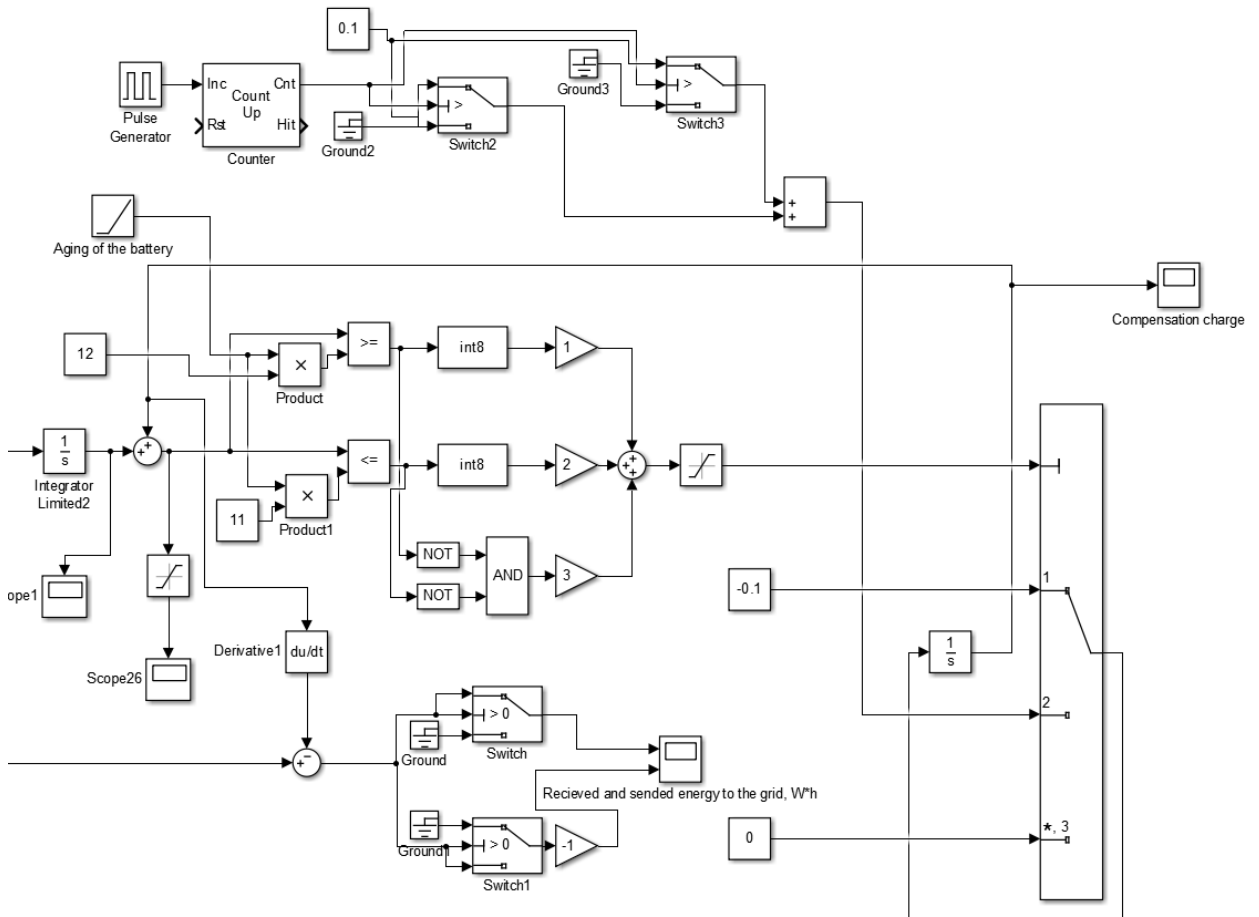 0.1
Inc
Cnt
Count
Up
Rst
Hit
Pulse
Generator
Counter
Ground2
>
Switch2
Ground3
>
Switch3
+
+
Aging of the battery
Compensation charge
12
×
Product
>=
int8
1
1
s
Integrator
Limited2
+
+
<=
int8
2
+
+
+
11
×
Product1
NOT
NOT
AND
3
ope1
-0.1
1
Derivative1
du/dt
1
s
Scope26
2
> 0
Ground
Switch
+
−
Recieved and sended energy to the grid, W*h
> 0
Ground1
-1
Switch1
0
*, 3